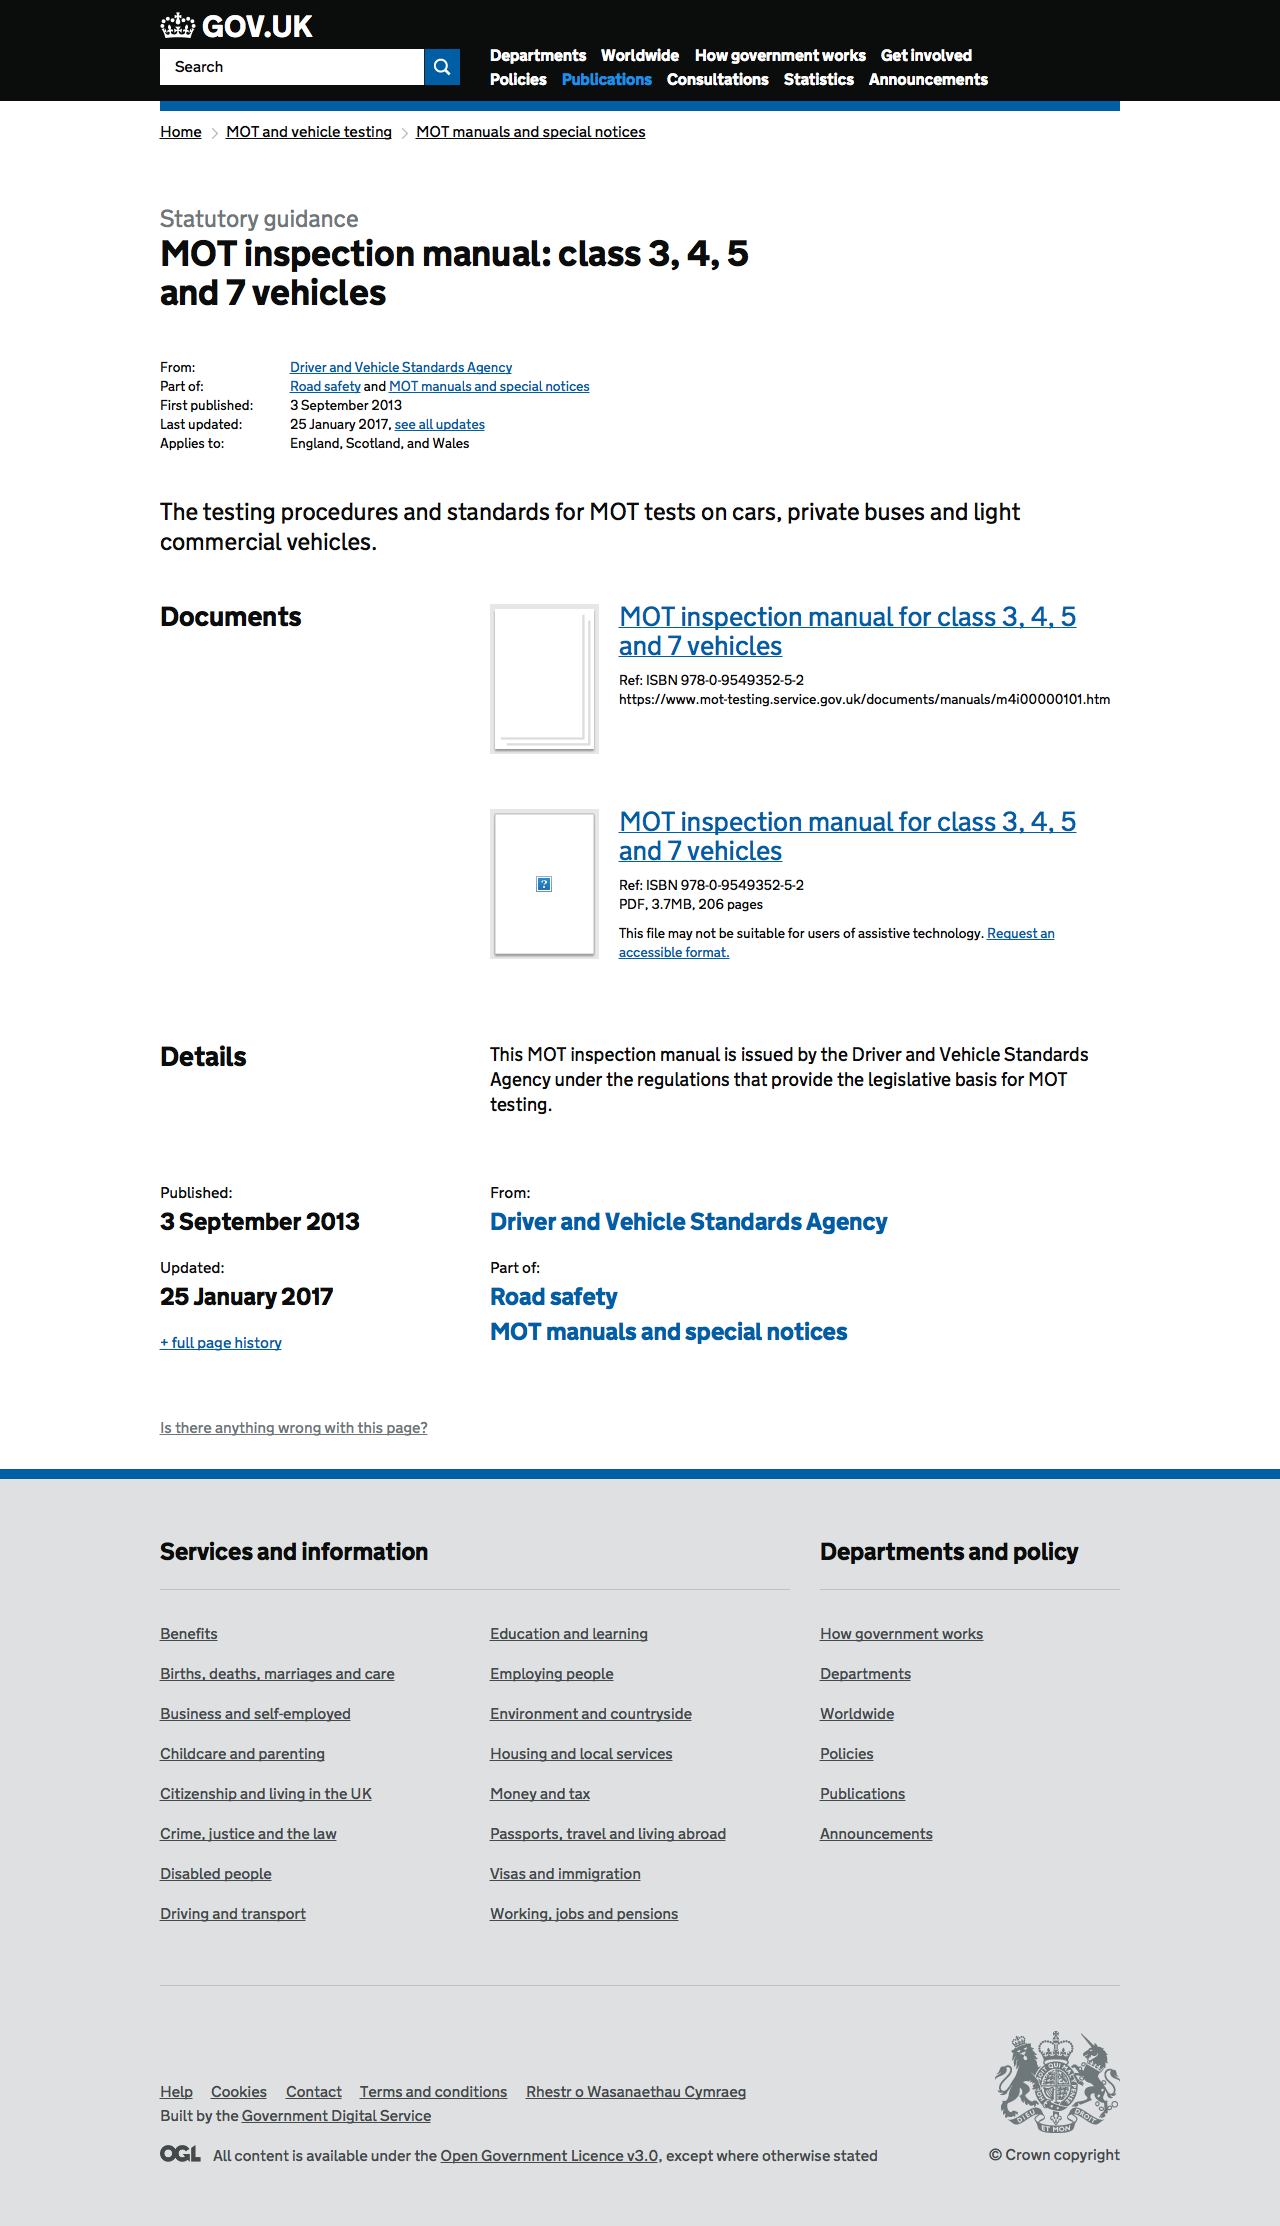 GOV.UK
Search
Departments Worldwide How government works Get involved
Policies Publications Consultations Statistics Announcements
Home MOT and vehicle testing MOT manuals and special notices
Statutory guidance
MOT inspection manual: class 3, 4, 5
and 7 vehicles
From: Driver and Vehicle Standards Agency
Part of: Road safety and MOT manuals and special notices
First published: 3 September 2013
Last updated: 25 January 2017, see all updates
Applies to: England, Scotland, and Wales
The testing procedures and standards for MOT tests on cars, private buses and light
commercial vehicles.
Documents
MOT inspection manual for class 3, 4, 5
and 7 vehicles
Ref: ISBN 978-0-9549352-5-2
https://www.mot-testing.service.gov.uk/documents/manuals/m4i00000101.htm
MOT inspection manual for class 3, 4, 5
and 7 vehicles
Ref: ISBN 978-0-9549352-5-2
PDF, 3.7MB, 206 pages
This file may not be suitable for users of assistive technology. Request an
accessible format.
Details
This MOT inspection manual is issued by the Driver and Vehicle Standards
Agency under the regulations that provide the legislative basis for MOT
testing.
Published:
3 September 2013
Updated:
25 January 2017
+ full page history
From:
Driver and Vehicle Standards Agency
Part of:
Road safety
MOT manuals and special notices
Is there anything wrong with this page?
Services and information
Benefits
Births, deaths, marriages and care
Business and self-employed
Childcare and parenting
Citizenship and living in the UK
Crime, justice and the law
Disabled people
Driving and transport
Education and learning
Employing people
Environment and countryside
Housing and local services
Money and tax
Passports, travel and living abroad
Visas and immigration
Working, jobs and pensions
Departments and policy
How government works
Departments
Worldwide
Policies
Publications
Announcements
Help Cookies Contact Terms and conditions Rhestr o Wasanaethau Cymraeg
Built by the Government Digital Service
OGL All content is available under the Open Government Licence v3.0, except where otherwise stated
DIEU ET MON DROIT
© Crown copyright